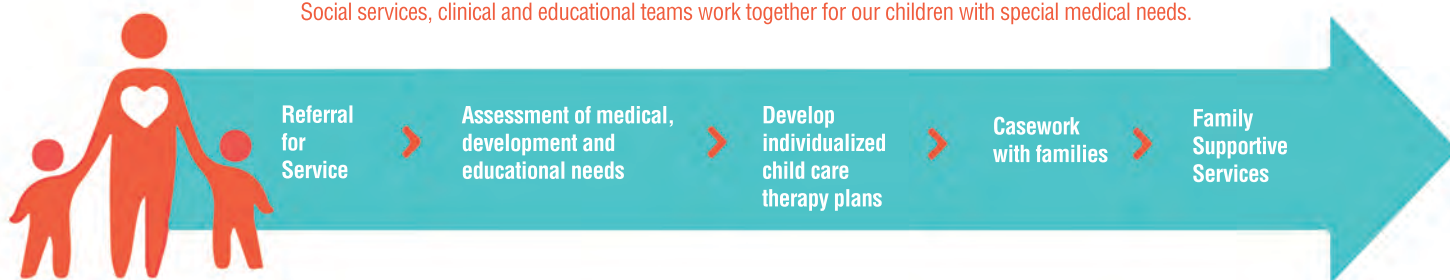 Social services, clinical and educational teams work together for our children with special medical needs.
Referral
for
Service
Assessment of medical,
development and
educational needs
Develop
individualized
child care
therapy plans
Casework
with families
Family
Supportive
Services